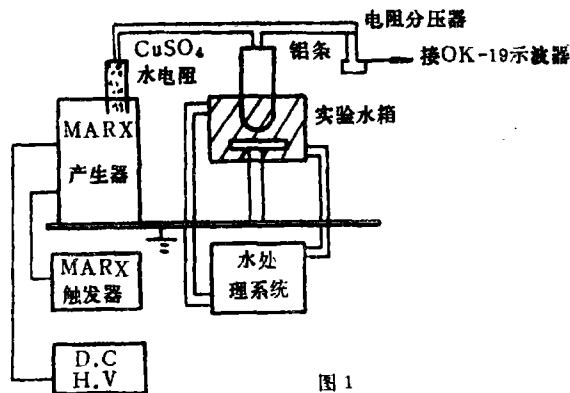 电阻分压器
CuSO₄
水电阻
铝条
接OK-19示波器
MARX
产生器
实验水箱
MARX
触发器
水处
理系统
D.C
H.V
图 1